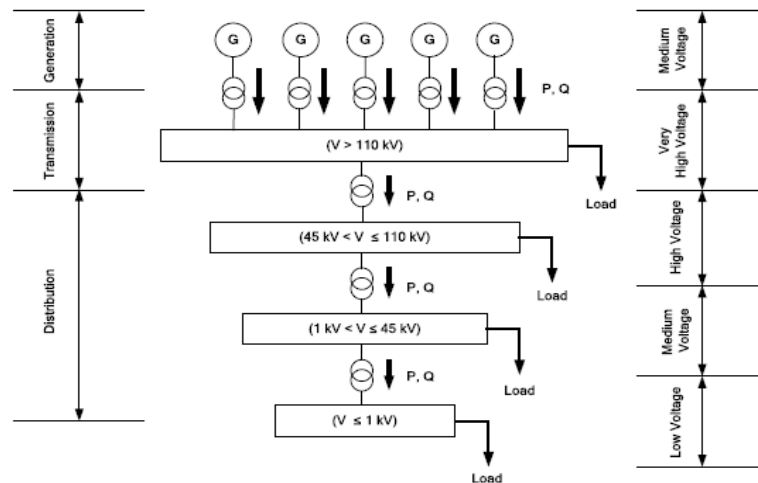 Generation
G G G G G
Medium
Voltage
P, Q
Transmission
(V > 110 kV)
Very
High Voltage
P, Q
Load
Distribution
(45 kV < V ≤ 110 kV)
High Voltage
P, Q
Load
(1 kV < V ≤ 45 kV)
Medium
Voltage
P, Q
Load
(V ≤ 1 kV)
Low Voltage
Load